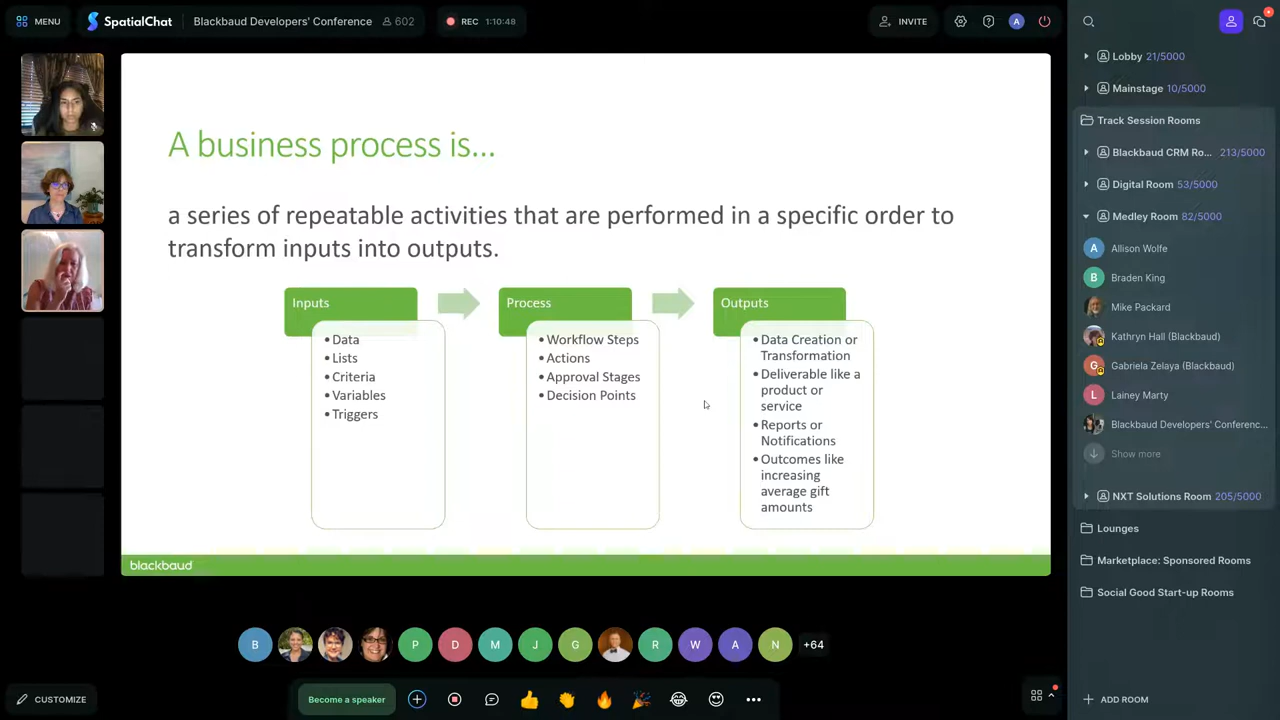 MENU
SpatialChat
Blackbaud Developers' Conference
602
REC
1:10:48
INVITE
A
A business process is...
a series of repeatable activities that are performed in a specific order to
transform inputs into outputs.
Inputs
• Data
• Lists
• Criteria
• Variables
• Triggers
Process
• Workflow Steps
• Actions
• Approval Stages
• Decision Points
Outputs
• Data Creation or
Transformation
• Deliverable like a
product or
service
• Reports or
Notifications
• Outcomes like
increasing
average gift
amounts
blackbaud
B
P
D
M
J
G
R
W
A
N
+64
CUSTOMIZE
Become a speaker
Lobby 21/5000
Mainstage 10/5000
Track Session Rooms
Blackbaud CRM Ro... 213/5000
Digital Room 53/5000
Medley Room 82/5000
A Allison Wolfe
B Braden King
Mike Packard
Kathryn Hall (Blackbaud)
G Gabriela Zelaya (Blackbaud)
L Lainey Marty
Blackbaud Developers' Conferenc...
Show more
NXT Solutions Room 205/5000
Lounges
Marketplace: Sponsored Rooms
Social Good Start-up Rooms
ADD ROOM